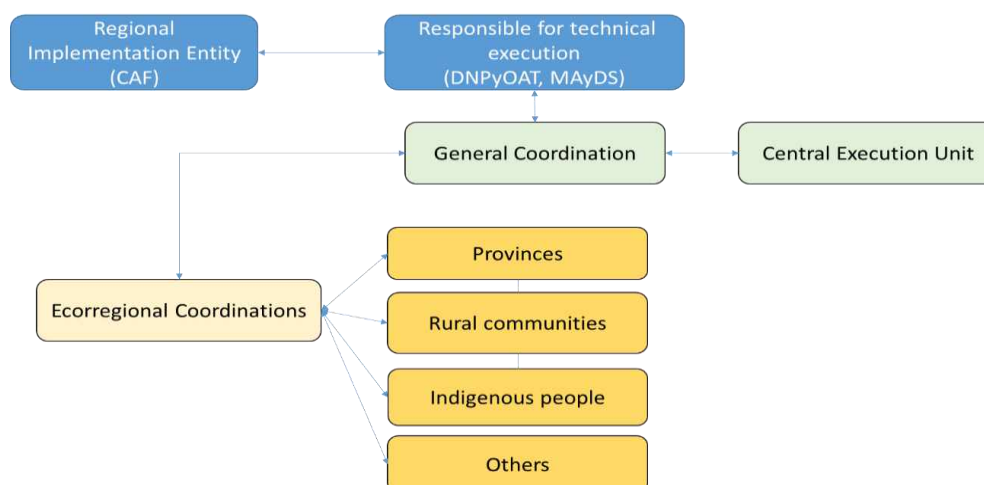 Regional
Implementation Entity
(CAF)
Responsible for technical
execution
(DNPyOAT, MAyDS)
General Coordination
Central Execution Unit
Ecorregional Coordinations
Provinces
Rural communities
Indigenous people
Others